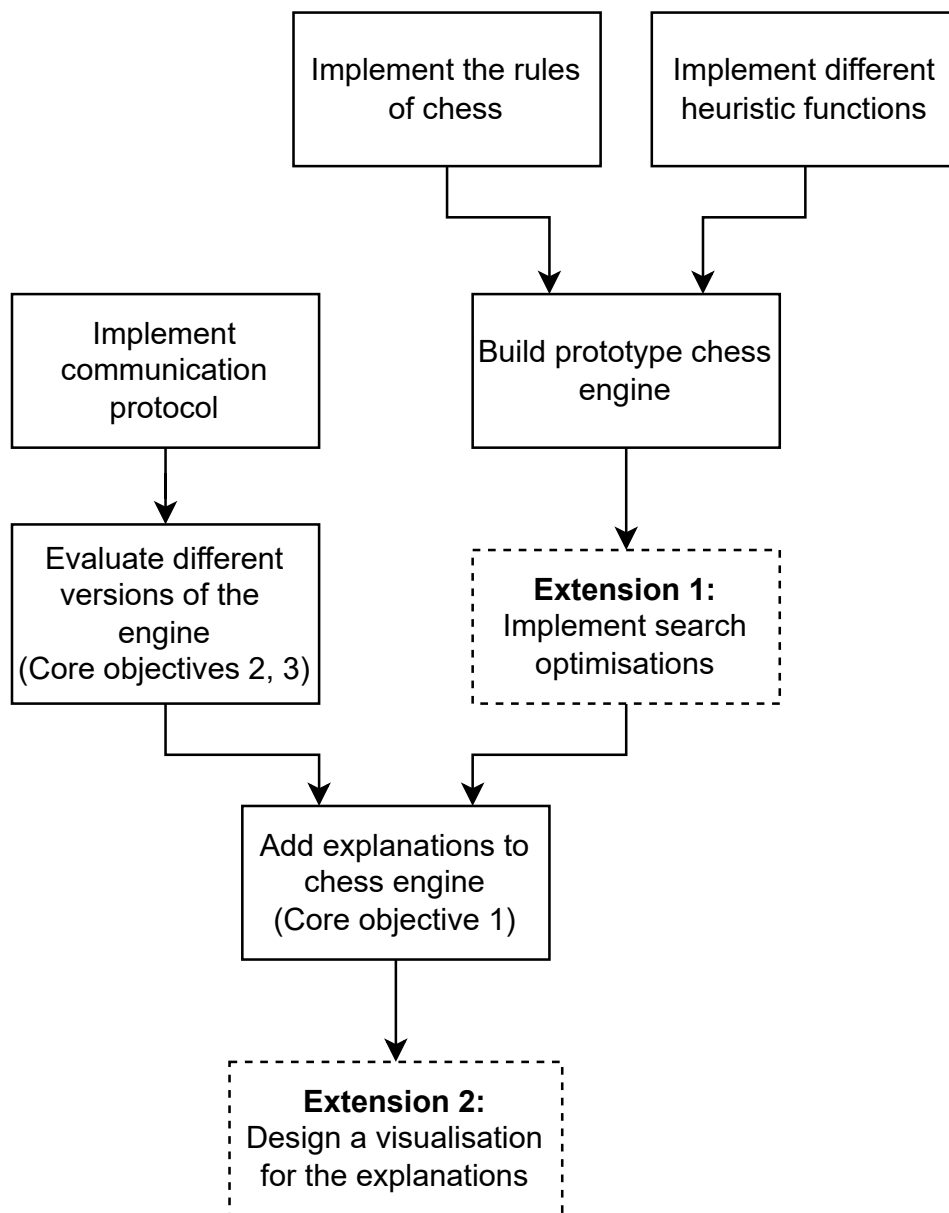 Implement the rules
of chess
Implement different
heuristic functions
Implement
communication
protocol
Build prototype chess
engine
Evaluate different
versions of the
engine
(Core objectives 2, 3)
Extension 1:
Implement search
optimisations
Add explanations to
chess engine
(Core objective 1)
Extension 2:
Design a visualisation
for the explanations